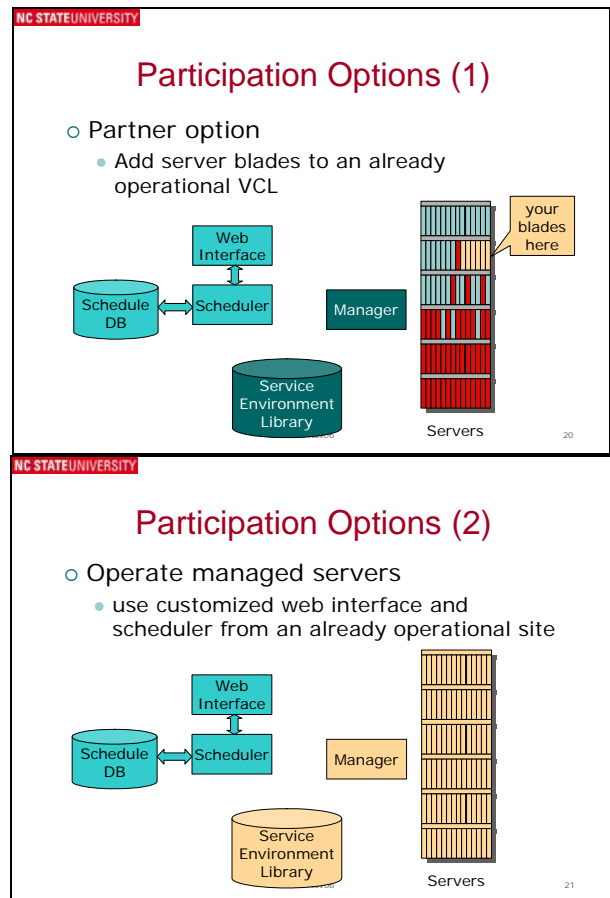 NC STATE UNIVERSITY
Participation Options (1)
Partner option
Add server blades to an already
operational VCL
your
blades
here
Web
Interface
Schedule
DB
Scheduler
Manager
Service
Environment
Library
Servers
20
NC STATE UNIVERSITY
Participation Options (2)
Operate managed servers
use customized web interface and
scheduler from an already operational site
Web
Interface
Schedule
DB
Scheduler
Manager
Service
Environment
Library
Servers
21